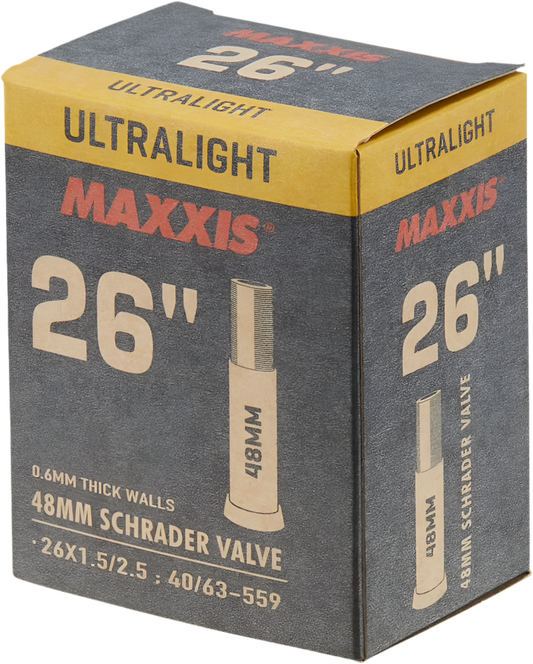 MAXXIS
26"
ULTRALIGHT
ULTRALIGHT
MAXXIS®
26"
48MM
0.6MM THICK WALLS
48MM SCHRADER VALVE
· 26X1.5/2.5 ; 40/63-559
ULTRALIGHT
MAXXIS
26"
48MM
48MM SCHRADER VALVE